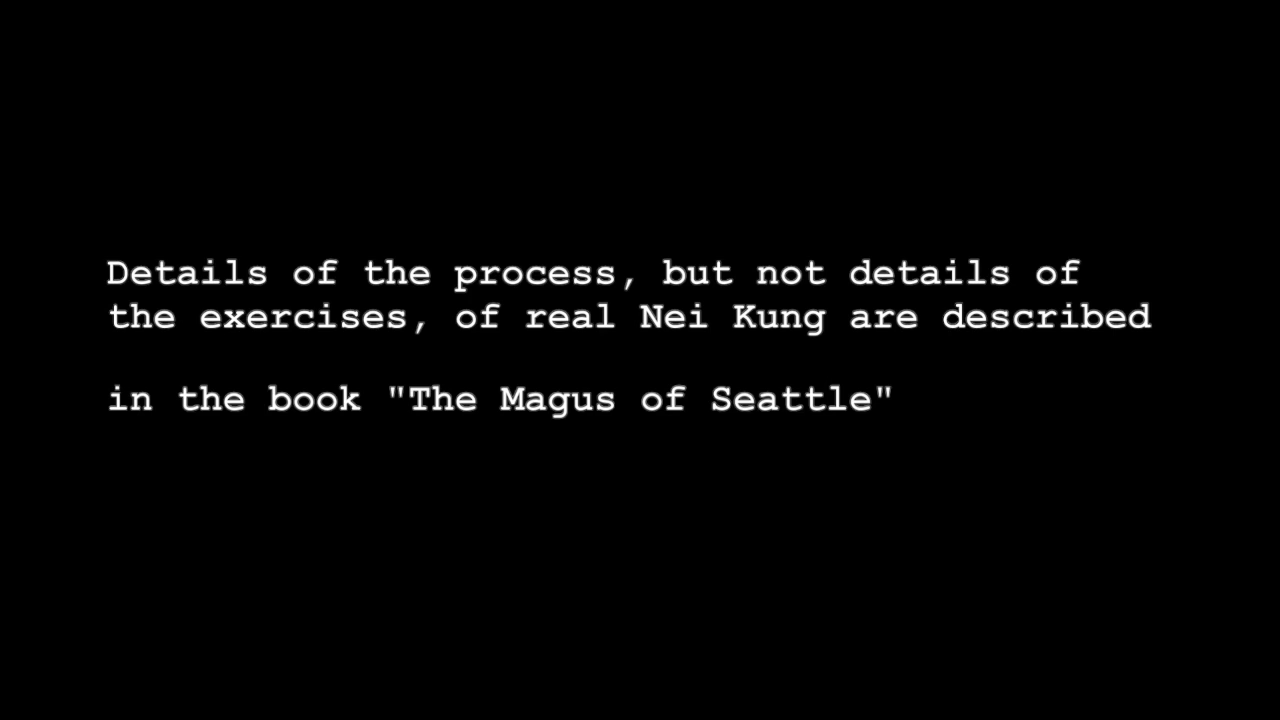 Details of the process, but not details of
the exercises, of real Nei Kung are described
in the book "The Magus of Seattle"